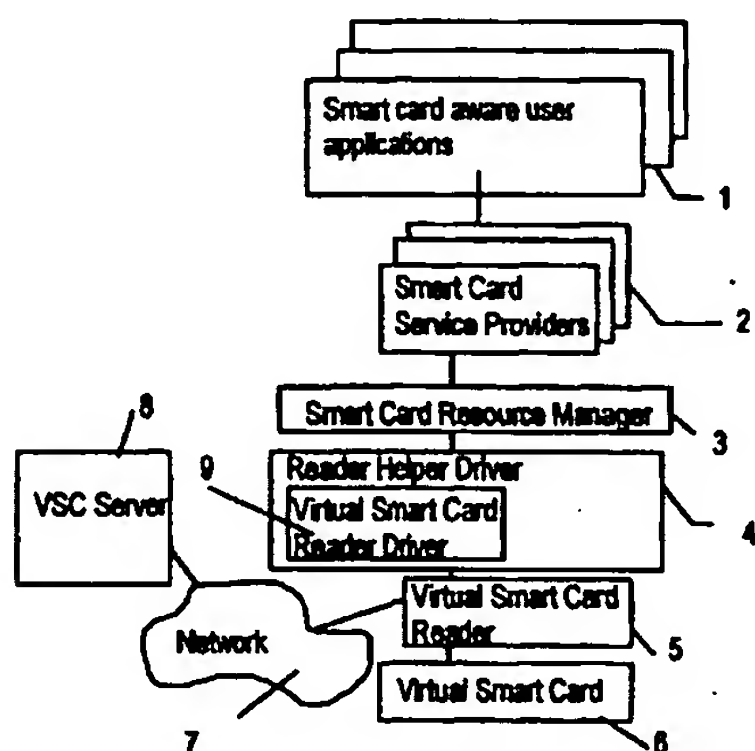 Smart card aware user
applications
1
Smart Card
Service Providers
2
8
Smart Card Resource Manager
3
VSC Server
9
Reader Helper Driver
Virtual Smart Card
Reader Driver
4
Virtual Smart Card
Reader
5
Network
Virtual Smart Card
7
6